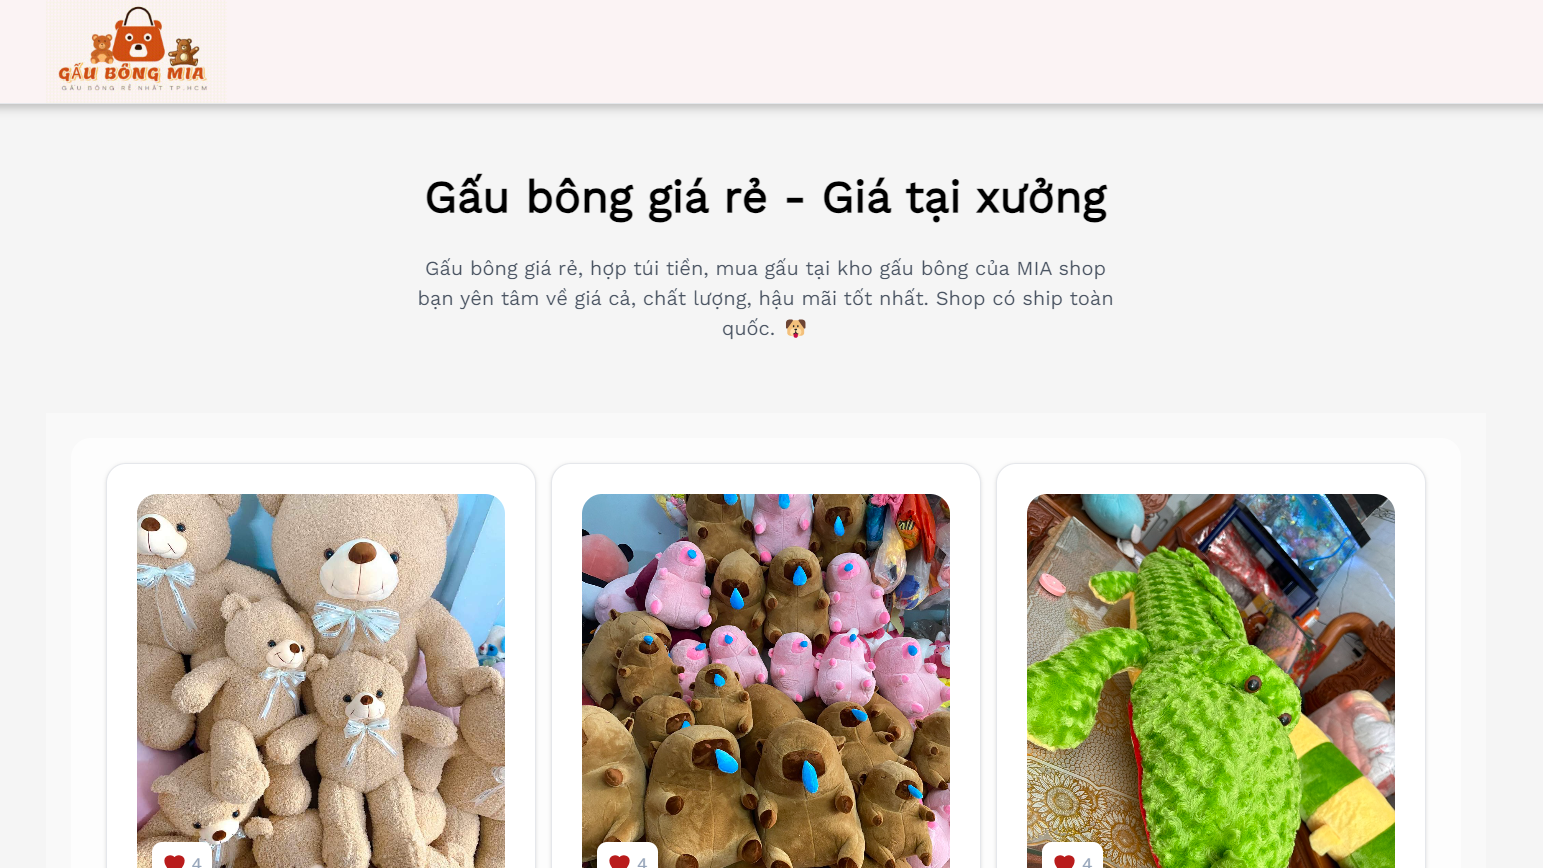 GẤU BÔNG MIA
GẤU BÔNG RẺ NHẤT TP.HCM
Gấu bông giá rẻ - Giá tại xưởng
Gấu bông giá rẻ, hợp túi tiền, mua gấu tại kho gấu bông của MIA shop
bạn yên tâm về giá cả, chất lượng, hậu mãi tốt nhất. Shop có ship toàn
quốc. 🐶
4
4
4